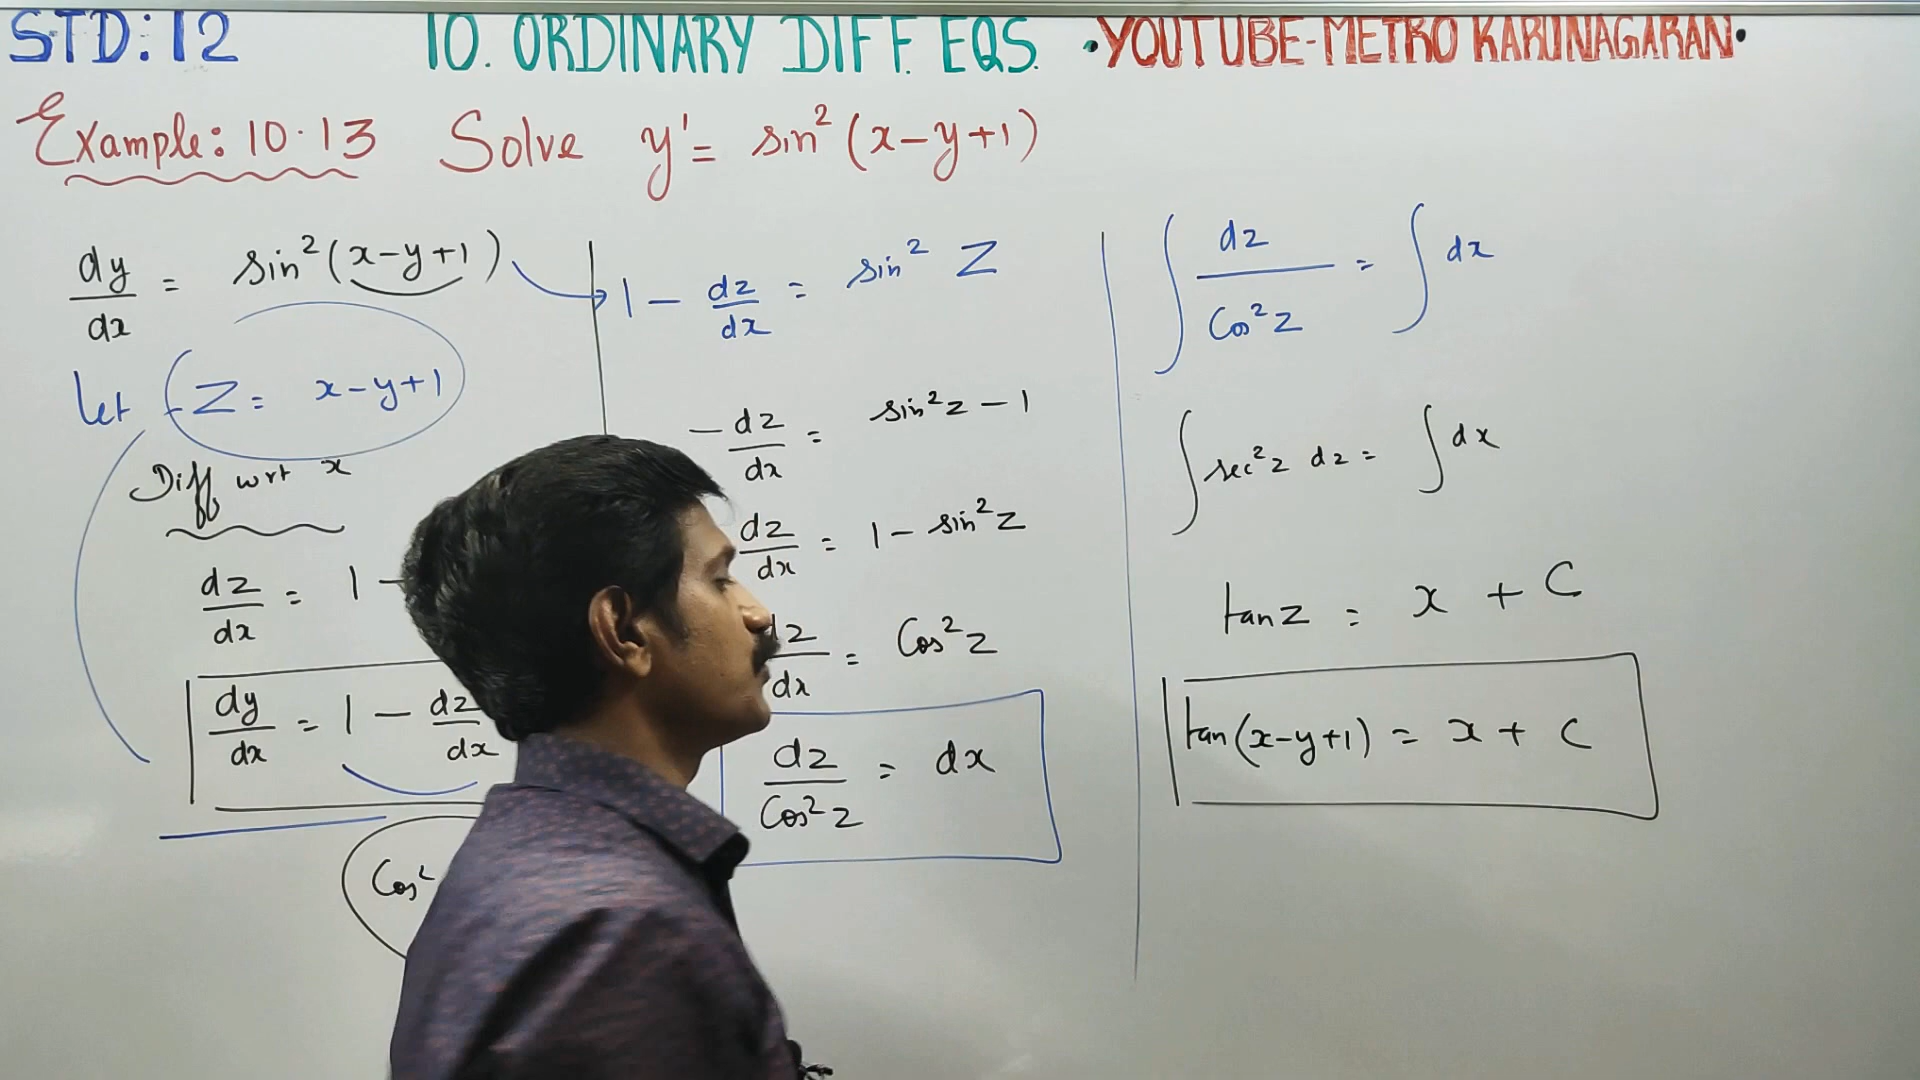 STD: 12 10. ORDINARY DIFF. EQS. •YOUTUBE-METRO KARUNAGARAN•
Example: 10.13 Solve y' = sin²(x-y+1)
dy/dx = sin²(x-y+1)
Let Z = x-y+1
Diff wrt x
dz/dx = 1 -
dy/dx = 1 - dz/dx
Cos²
1 - dz/dx = sin² Z
-dz/dx = sin²z - 1
dz/dx = 1 - sin²z
dz/dx = Cos²z
dz/Cos²z = dx
∫ dz/Cos²z = ∫ dx
∫ sec²z dz = ∫ dx
tan z = x + C
tan(x-y+1) = x + C